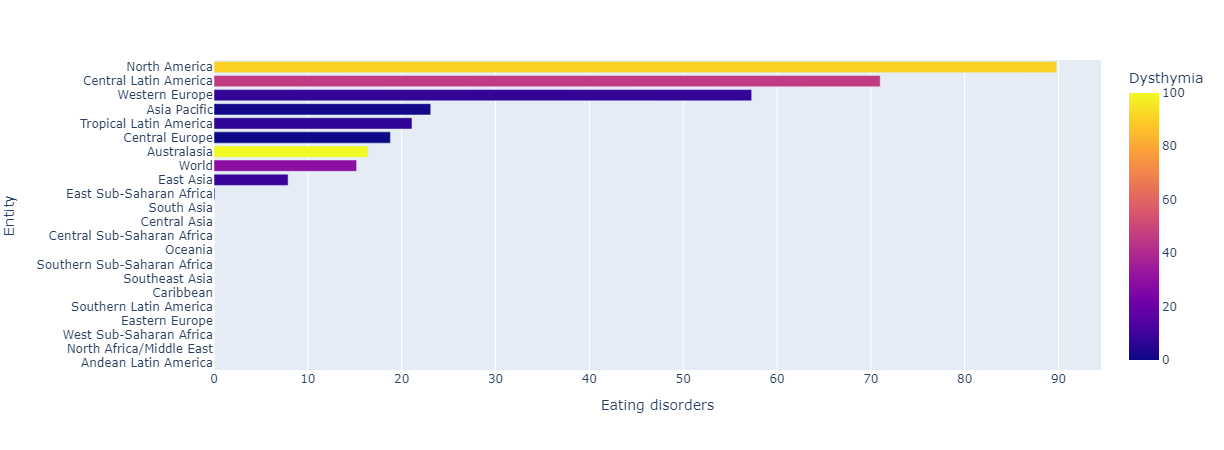 North America
Central Latin America
Western Europe
Asia Pacific
Tropical Latin America
Central Europe
Australasia
World
East Asia
East Sub-Saharan Africa
South Asia
Central Asia
Central Sub-Saharan Africa
Oceania
Southern Sub-Saharan Africa
Southeast Asia
Caribbean
Southern Latin America
Eastern Europe
West Sub-Saharan Africa
North Africa/Middle East
Andean Latin America
Entity
0 10 20 30 40 50 60 70 80 90
Eating disorders
Dysthymia
100
80
60
40
20
0